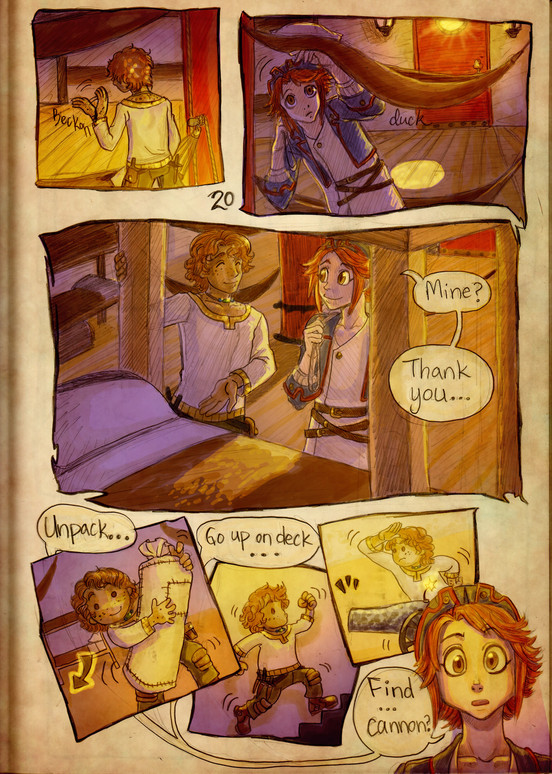 Beckon
duck
20
Mine?
Thank
you...
Unpack...
Go up on deck
...
Find
...
cannon?